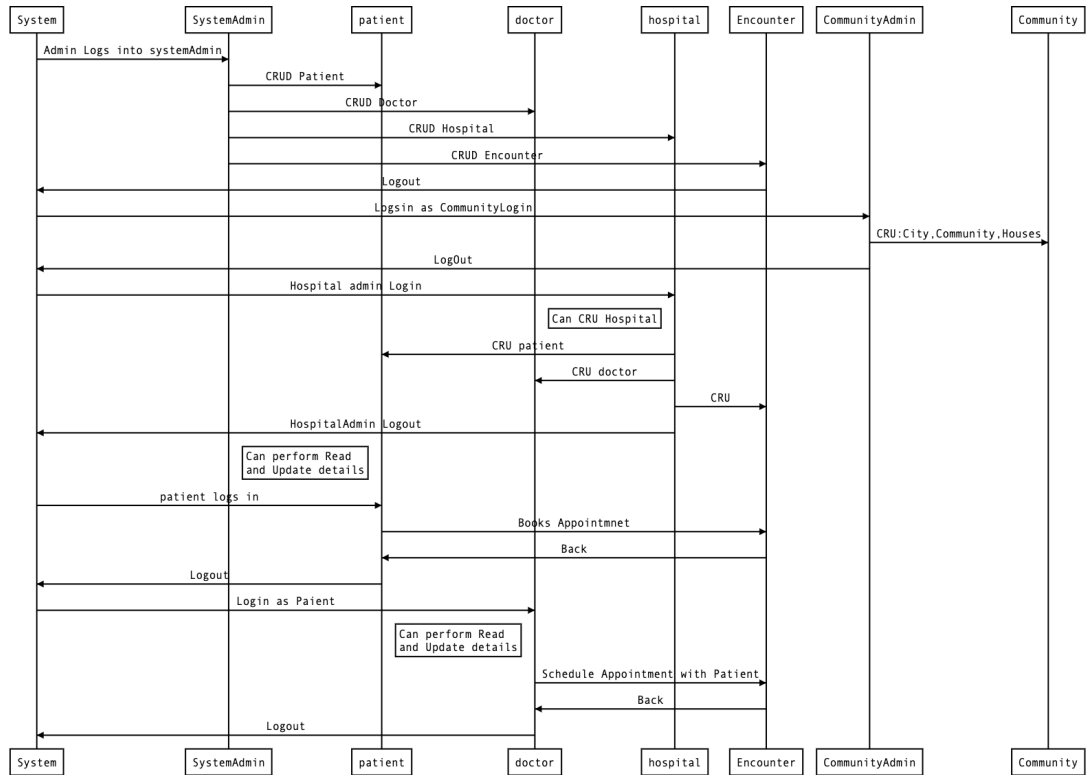 System SystemAdmin patient doctor hospital Encounter CommunityAdmin Community
Admin Logs into systemAdmin
CRUD Patient
CRUD Doctor
CRUD Hospital
CRUD Encounter
Logout
Logsin as CommunityLogin
CRU:City,Community,Houses
LogOut
Hospital admin Login
Can CRU Hospital
CRU patient
CRU doctor
CRU
HospitalAdmin Logout
Can perform Read
and Update details
patient logs in
Books Appointmnet
Back
Logout
Login as Paient
Can perform Read
and Update details
Schedule Appointment with Patient
Back
Logout
System SystemAdmin patient doctor hospital Encounter CommunityAdmin Community